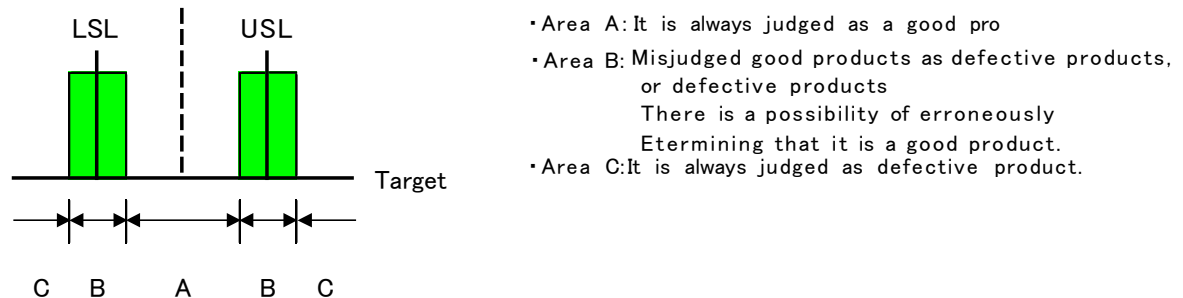 LSL USL
Target
C B A B C
・Area A: It is always judged as a good pro
・Area B: Misjudged good products as defective products,
or defective products
There is a possibility of erroneously
Etermining that it is a good product.
・Area C:It is always judged as defective product.